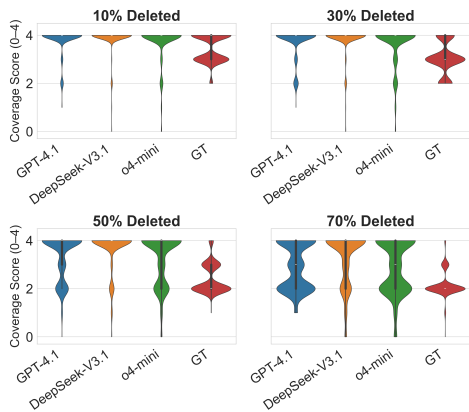 10% Deleted
30% Deleted
Coverage Score (0–4)
4
2
0
GPT-4.1
DeepSeek-V3.1
o4-mini
GT
GPT-4.1
DeepSeek-V3.1
o4-mini
GT
50% Deleted
70% Deleted
Coverage Score (0–4)
4
2
0
GPT-4.1
DeepSeek-V3.1
o4-mini
GT
GPT-4.1
DeepSeek-V3.1
o4-mini
GT